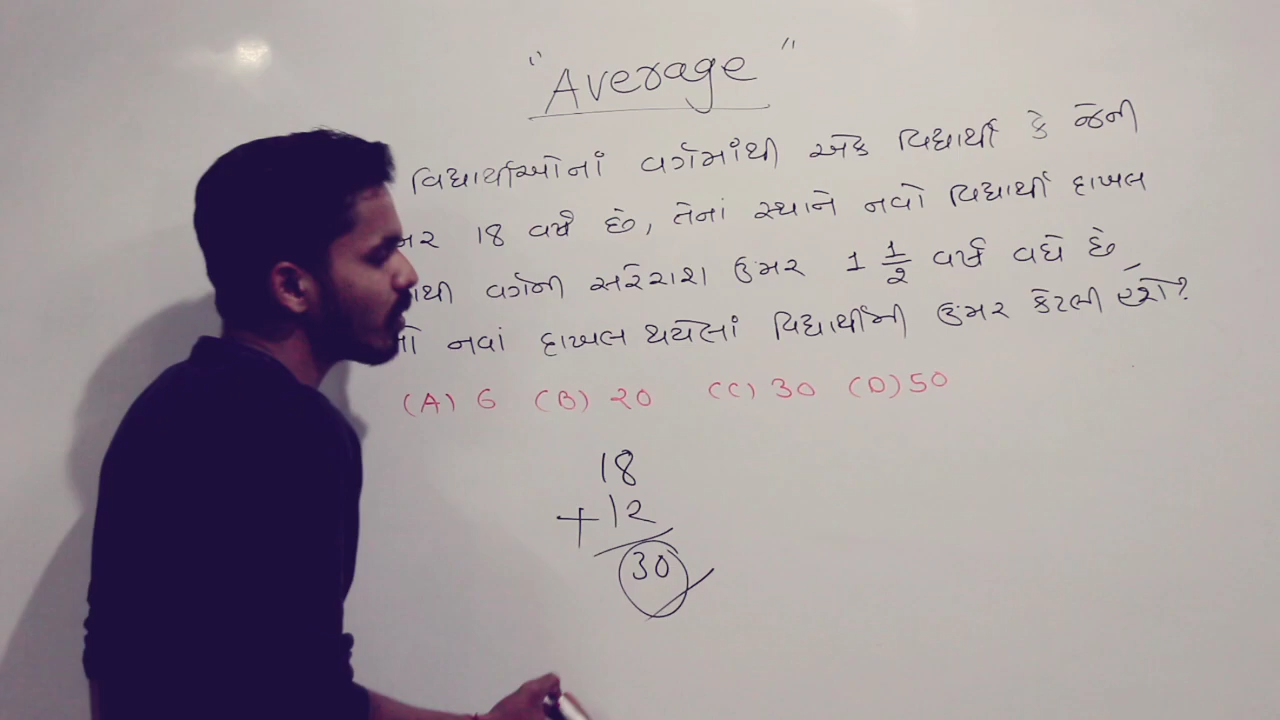 "Average"
વિદ્યાર્થીઓનાં વર્ગમાંથી એક વિદ્યાર્થી કે જેની
18 વર્ષ છે, તેનાં સ્થાને નવો વિદ્યાર્થી દાખલ
વર્ગની સરેરાશ ઉંમર 1 1/2 વર્ષ વધે છે
નવાં દાખલ થયેલાં વિદ્યાર્થીની ઉંમર કેટલી હશે?
(A) 6 (B) 20 (C) 30 (D) 50
18
+ 12
30